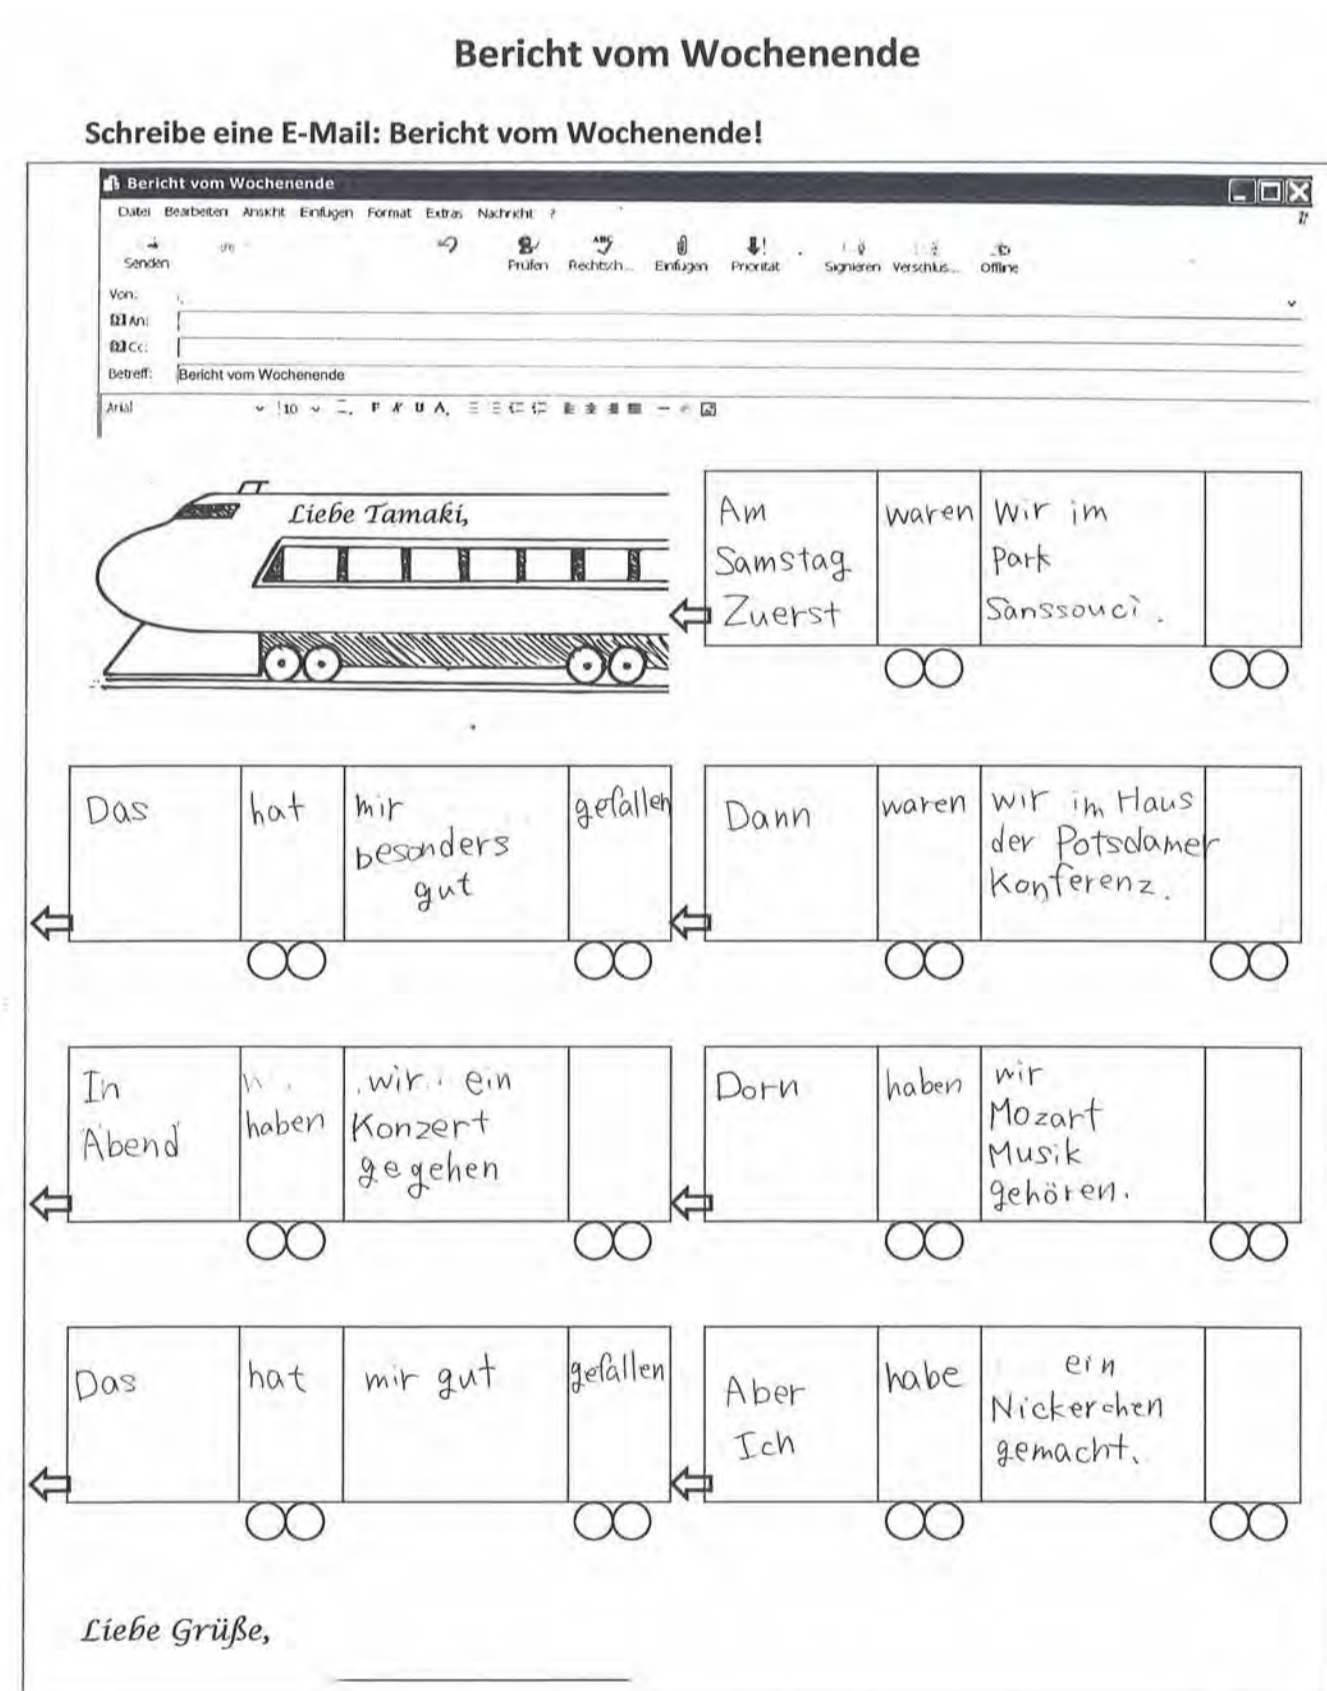 Bericht vom Wochenende
Schreibe eine E-Mail: Bericht vom Wochenende!
Bericht vom Wochenende
Datei Bearbeiten Ansicht Einfügen Format Extras Nachricht ?
Senden Prüfen Rechtsch... Einfügen Priorität Signieren Verschlüs... Offline
Von:
An:
Cc:
Betreff: Bericht vom Wochenende
Arial 10
Liebe Tamaki,
Am
Samstag
Zuerst
waren
wir im
Park
Sanssouci.
Das
hat
mir
besonders
gut
gefallen
Dann
waren
wir im Haus
der Potsdamer
Konferenz.
In
Abend
haben
wir ein
Konzert
gegehen
Dorn
haben
wir
Mozart
Musik
gehören.
Das
hat
mir gut
gefallen
Aber
Ich
habe
ein
Nickerchen
gemacht.
Liebe Grüße,